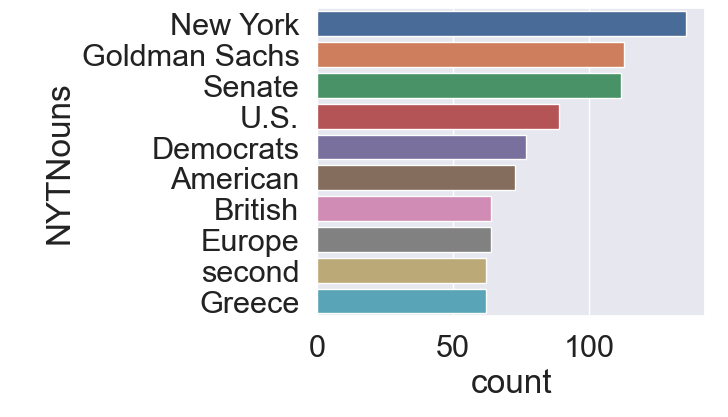 NYTNouns
New York
Goldman Sachs
Senate
U.S.
Democrats
American
British
Europe
second
Greece
0 50 100
count